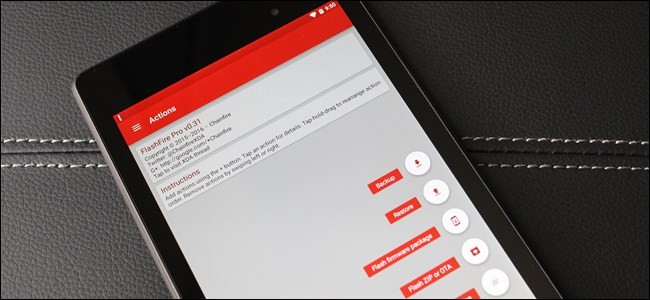 9:50
Actions
FlashFire Pro v0.31
Copyright © 2015-2016 - Chainfire
Twitter: @ChainfireXDA
G+: http://google.com/+Chainfire
Tap to visit XDA thread
Instructions
Add actions using the + button. Tap an action for details. Tap-hold-drag to rearrange action
order. Remove actions by swiping left or right.
Backup
Restore
Flash firmware package
Flash ZIP or OTA